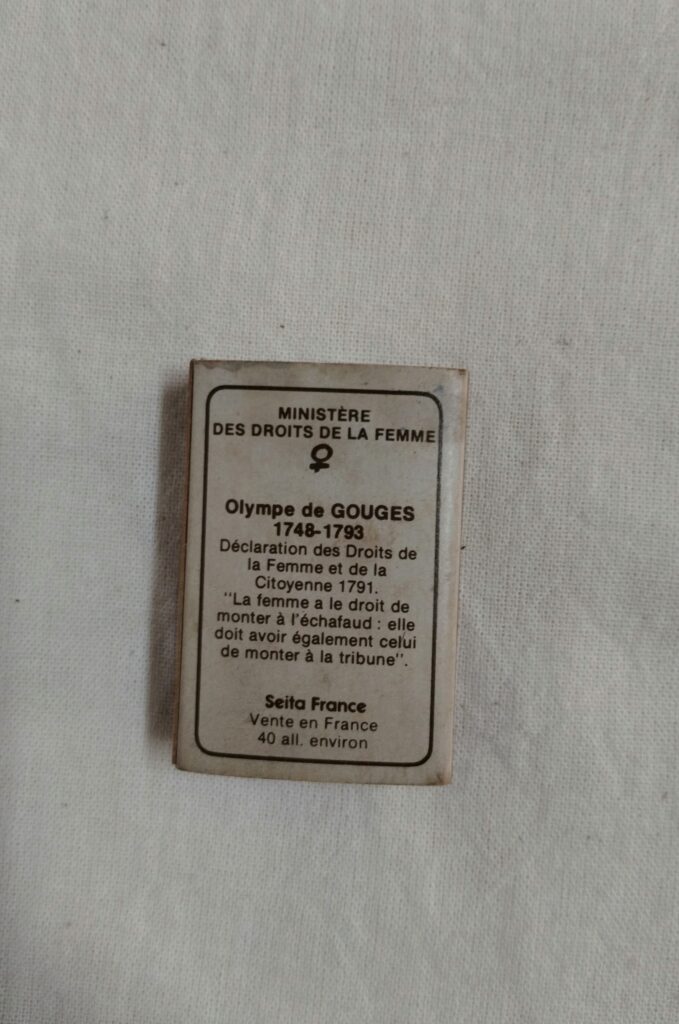 MINISTÈRE
DES DROITS DE LA FEMME
Olympe de GOUGES
1748-1793
Déclaration des Droits de
la Femme et de la
Citoyenne 1791.
"La femme a le droit de
monter à l'échafaud : elle
doit avoir également celui
de monter à la tribune".
Seita France
Vente en France
40 all. environ